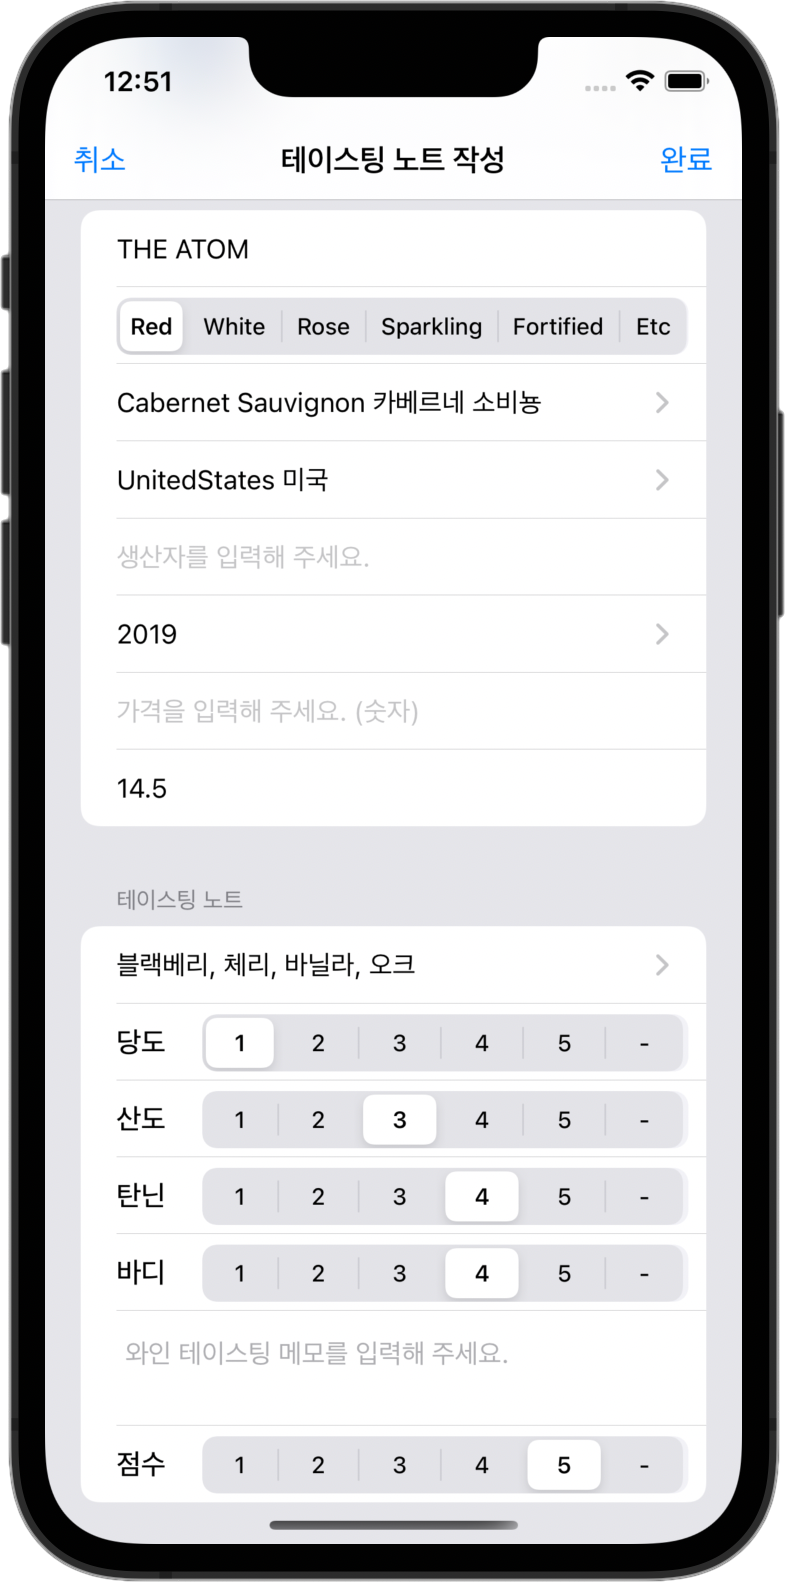 12:51
취소 테이스팅 노트 작성 완료
THE ATOM
Red White Rose Sparkling Fortified Etc
Cabernet Sauvignon 카베르네 소비뇽
UnitedStates 미국
생산자를 입력해 주세요.
2019
가격을 입력해 주세요. (숫자)
14.5
테이스팅 노트
블랙베리, 체리, 바닐라, 오크
당도 1 2 3 4 5 -
산도 1 2 3 4 5 -
탄닌 1 2 3 4 5 -
바디 1 2 3 4 5 -
와인 테이스팅 메모를 입력해 주세요.
점수 1 2 3 4 5 -